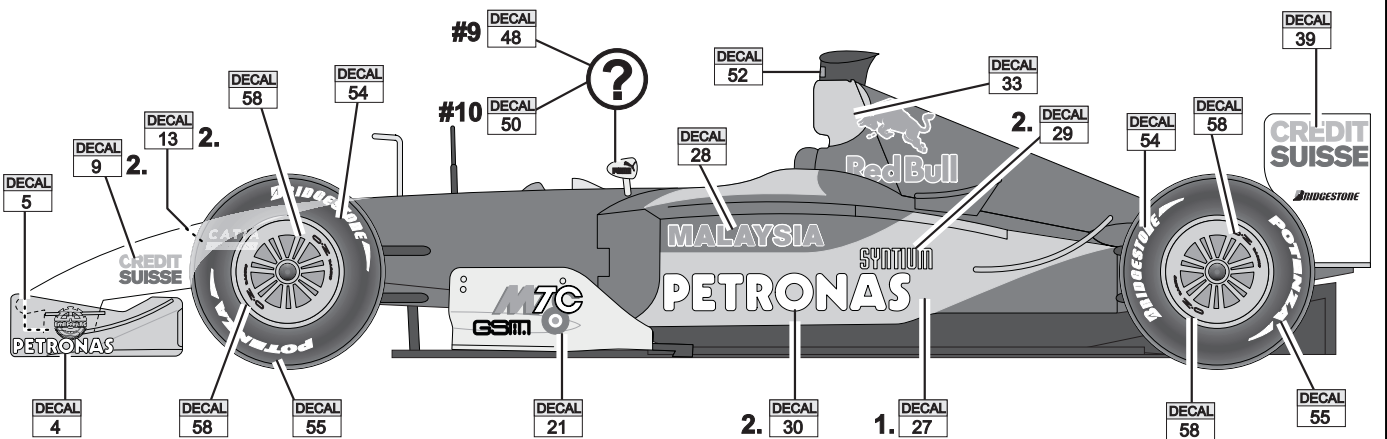 #9 DECAL
48
DECAL
39
DECAL
52
DECAL
33
DECAL
58
DECAL
54
?
#10 DECAL
50
2. DECAL
29
DECAL
58
DECAL
54
DECAL
13 2.
DECAL
9 2.
DECAL
28
DECAL
5
CREDIT
SUISSE
BRIDGESTONE
PUMA
Red Bull
BRIDGESTONE
CATIA
MALAYSIA
SYNTIUM
BRIDGESTONE
POTENZA
CREDIT
SUISSE
PETRONAS
MTC
GSM
PETRONAS
POTENZA
DECAL
4
DECAL
58
DECAL
55
DECAL
21
2. DECAL
30
1. DECAL
27
DECAL
58
DECAL
55